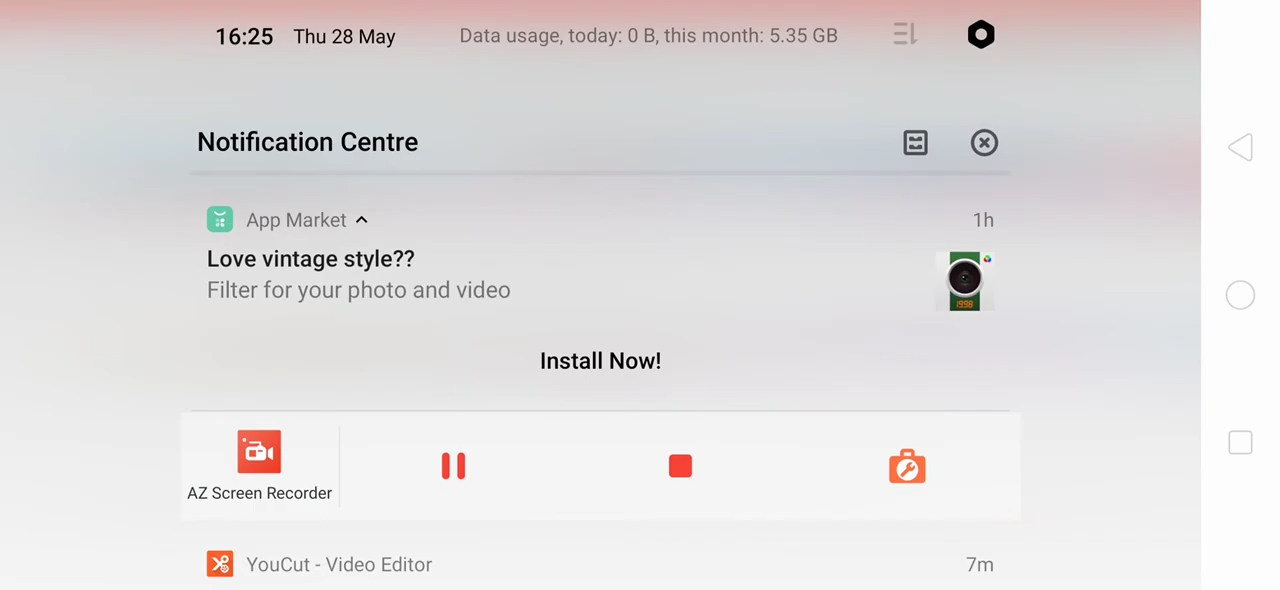 16:25 Thu 28 May Data usage, today: 0 B, this month: 5.35 GB
Notification Centre
App Market 1h
Love vintage style??
Filter for your photo and video
1998
Install Now!
AZ Screen Recorder
YouCut - Video Editor 7m